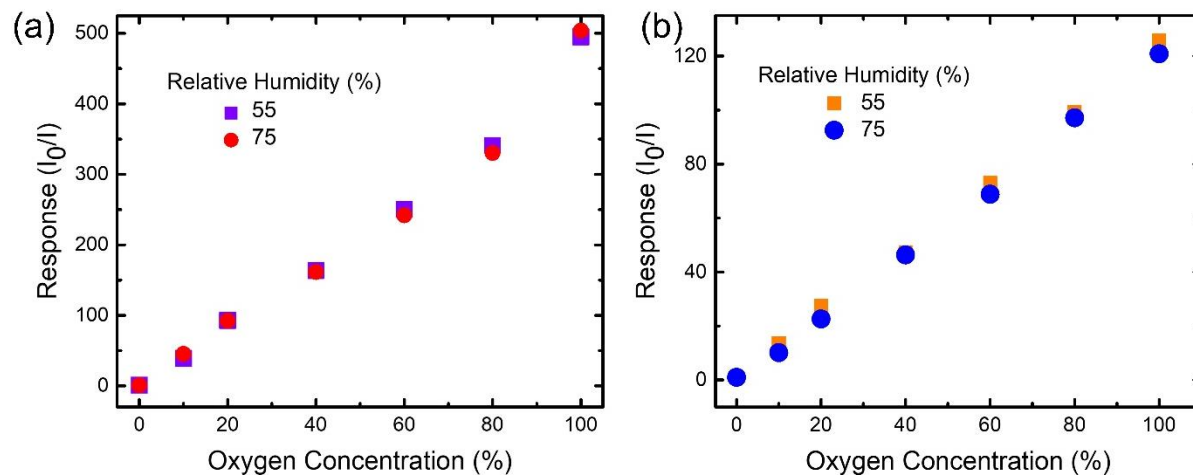 (a)
500
400
300
200
100
0
Response (I0/I)
Relative Humidity (%)
55
75
0 20 40 60 80 100
Oxygen Concentration (%)
(b)
120
80
40
0
Response (I0/I)
Relative Humidity (%)
55
75
0 20 40 60 80 100
Oxygen Concentration (%)